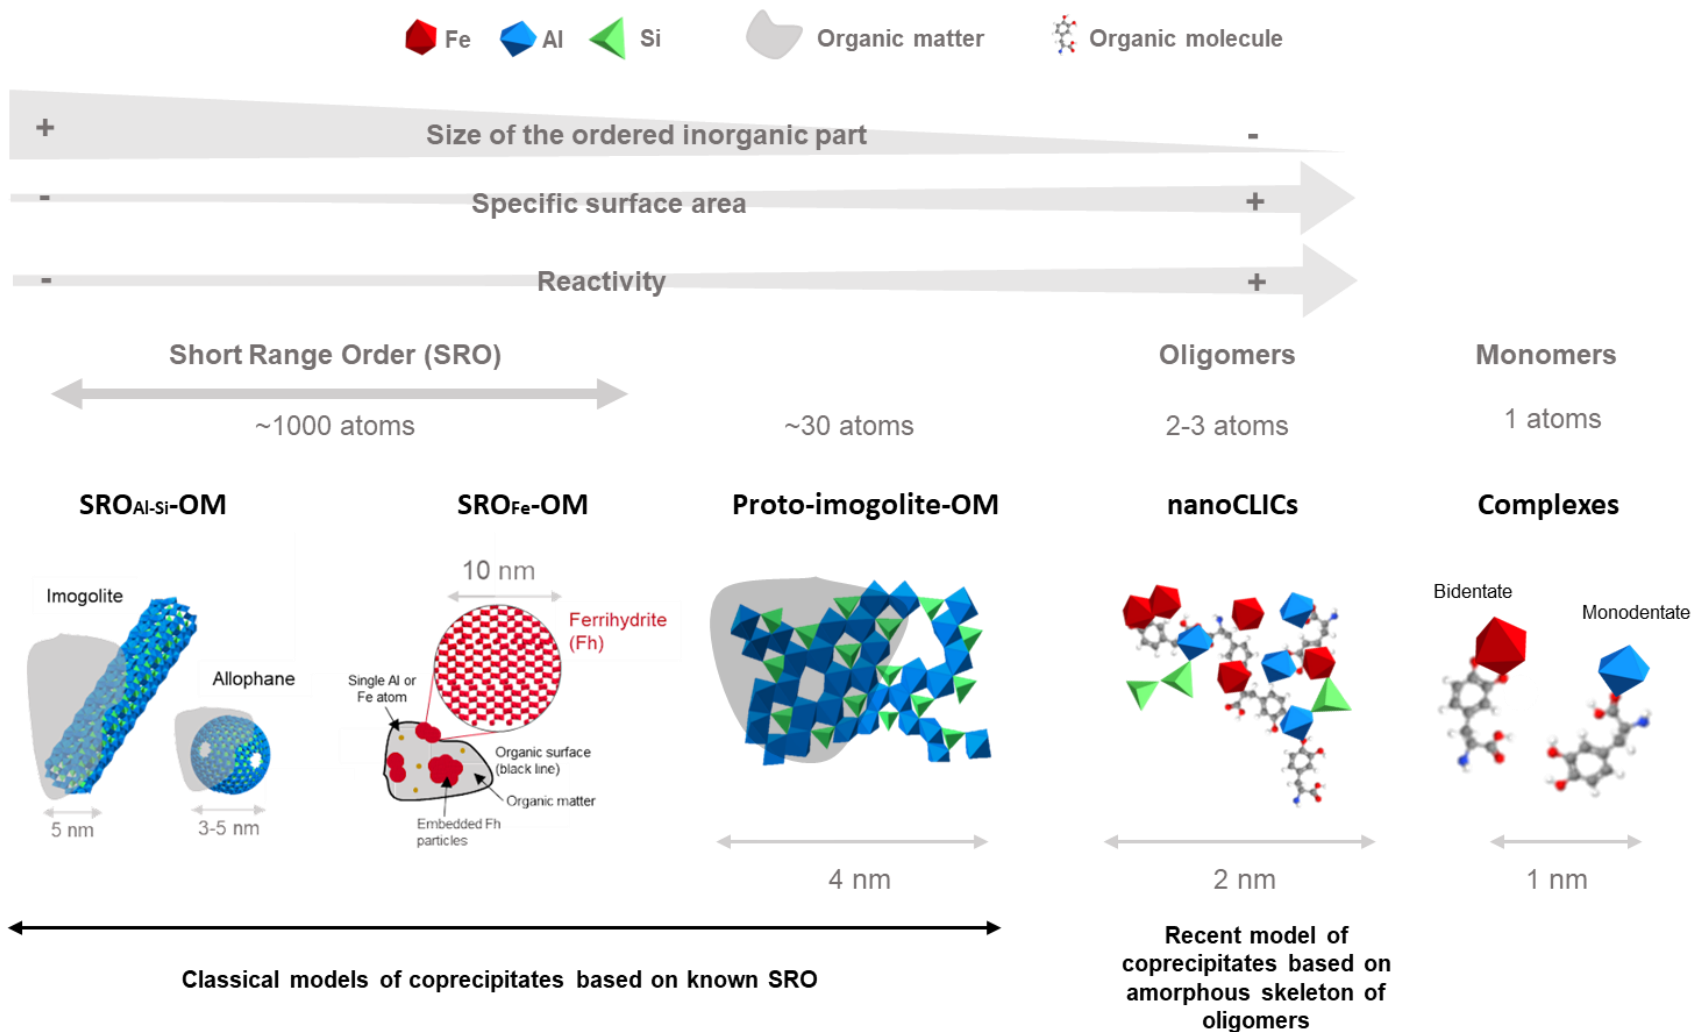 Fe Al Si Organic matter Organic molecule
+ Size of the ordered inorganic part -
- Specific surface area +
- Reactivity +
Short Range Order (SRO) Oligomers Monomers
~1000 atoms ~30 atoms 2-3 atoms 1 atoms
SROAl-Si-OM SROFe-OM Proto-imogolite-OM nanoCLICs Complexes
Imogolite
Allophane
5 nm
3-5 nm
10 nm
Ferrihydrite
(Fh)
Single Al or
Fe atom
Organic surface
(black line)
Organic matter
Embedded Fh
particles
4 nm
2 nm
Bidentate
Monodentate
1 nm
Classical models of coprecipitates based on known SRO
Recent model of
coprecipitates based on
amorphous skeleton of
oligomers